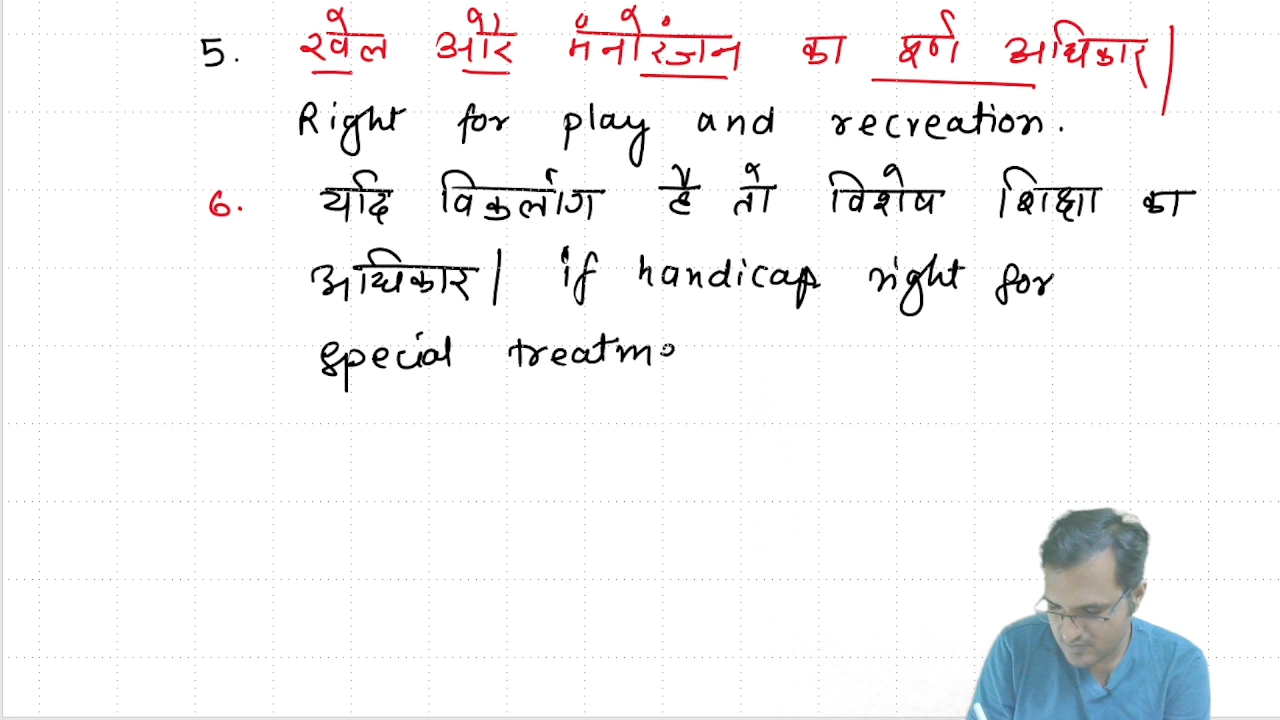 5. खेल और मनोरंजन का पूर्ण अधिकार|
Right for play and recreation.
6. यदि विकलांग है तो विशेष शिक्षा का
अधिकार| if handicap right for
special treatme